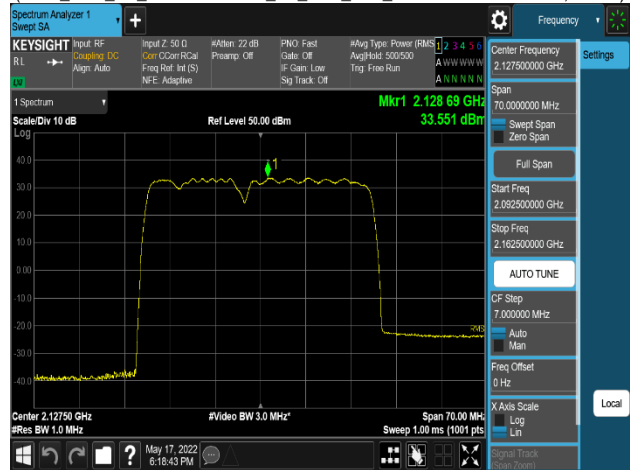 Spectrum Analyzer 1
Swept SA
Frequency
KEYSIGHT
Input: RF
Input Z: 50 Ω
#Atten: 22 dB
PNO: Fast
#Avg Type: Power (RMS
1 2 3 4 5 6
R L
Coupling: DC
Corr CCorr RCal
Preamp: Off
Gate: Off
Avg|Hold: 500/500
A W W W W W
Align: Auto
Freq Ref: Int (S)
IF Gain: Low
Trig: Free Run
NFE: Adaptive
Sig Track: Off
A N N N N N
1 Spectrum
Mkr1 2.128 69 GHz
Scale/Div 10 dB
Ref Level 50.00 dBm
33.551 dBm
Log
40.0
30.0
20.0
10.0
0.00
-10.0
-20.0
-30.0
-40.0
1
RMS
Center 2.12750 GHz
#Video BW 3.0 MHz*
Span 70.00 MHz
#Res BW 1.0 MHz
Sweep 1.00 ms (1001 pts
May 17, 2022
6:18:43 PM
Center Frequency
2.127500000 GHz
Settings
Span
70.0000000 MHz
Swept Span
Zero Span
Full Span
Start Freq
2.092500000 GHz
Stop Freq
2.162500000 GHz
AUTO TUNE
CF Step
7.000000 MHz
Auto
Man
Freq Offset
0 Hz
X Axis Scale
Log
Lin
Local
Signal Track
(Span Zoom)